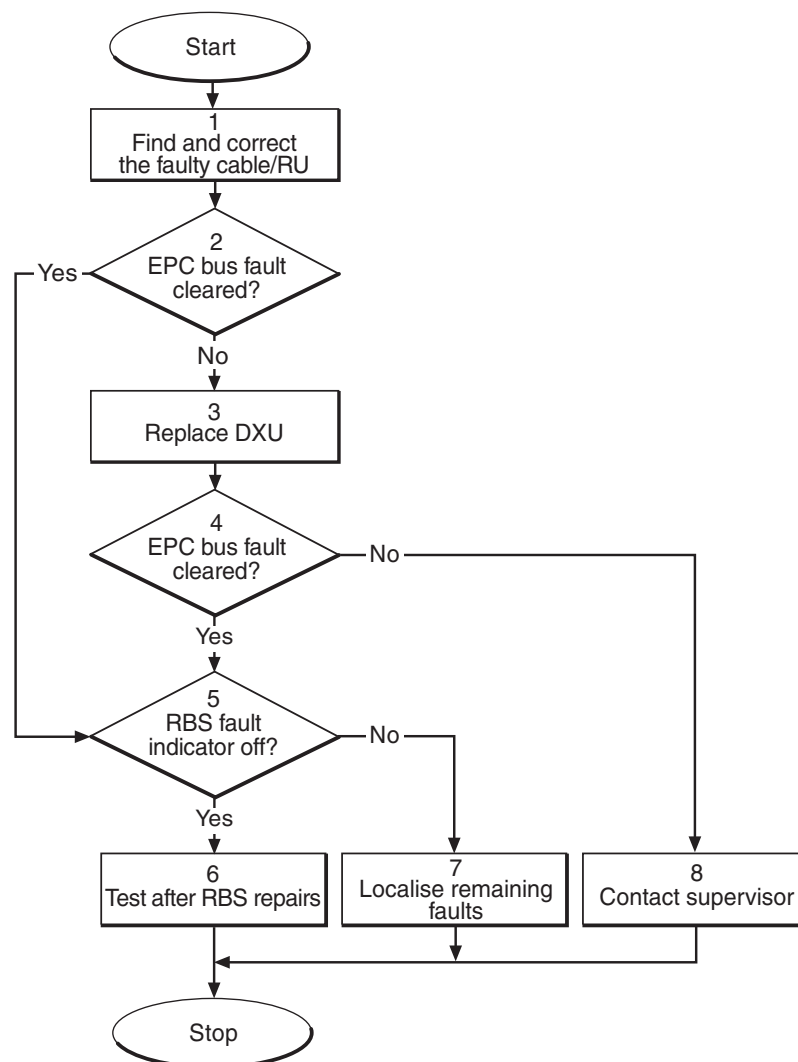 Start
1
Find and correct
the faulty cable/RU
2
EPC bus fault
cleared?
Yes
No
3
Replace DXU
4
EPC bus fault
cleared?
No
Yes
5
RBS fault
indicator off?
No
Yes
6
Test after RBS repairs
7
Localise remaining
faults
8
Contact supervisor
Stop